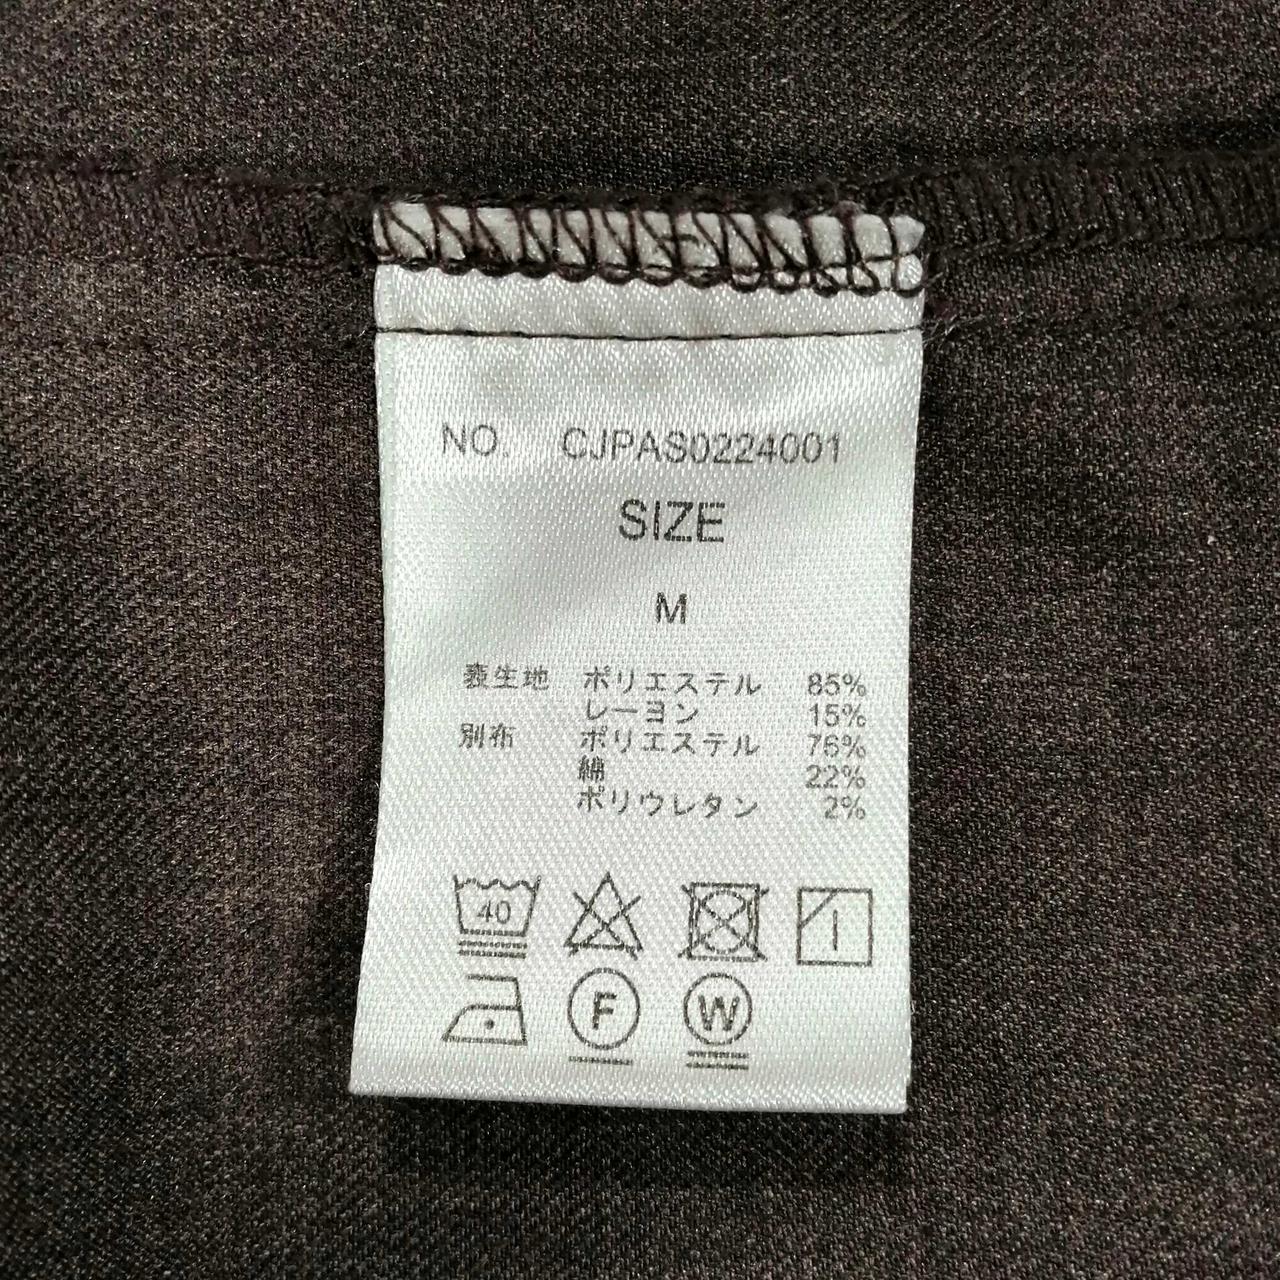 NO. CJPAS0224001
SIZE
M
表生地 ポリエステル 85%
レーヨン 15%
別布 ポリエステル 76%
綿 22%
ポリウレタン 2%
40
F
W